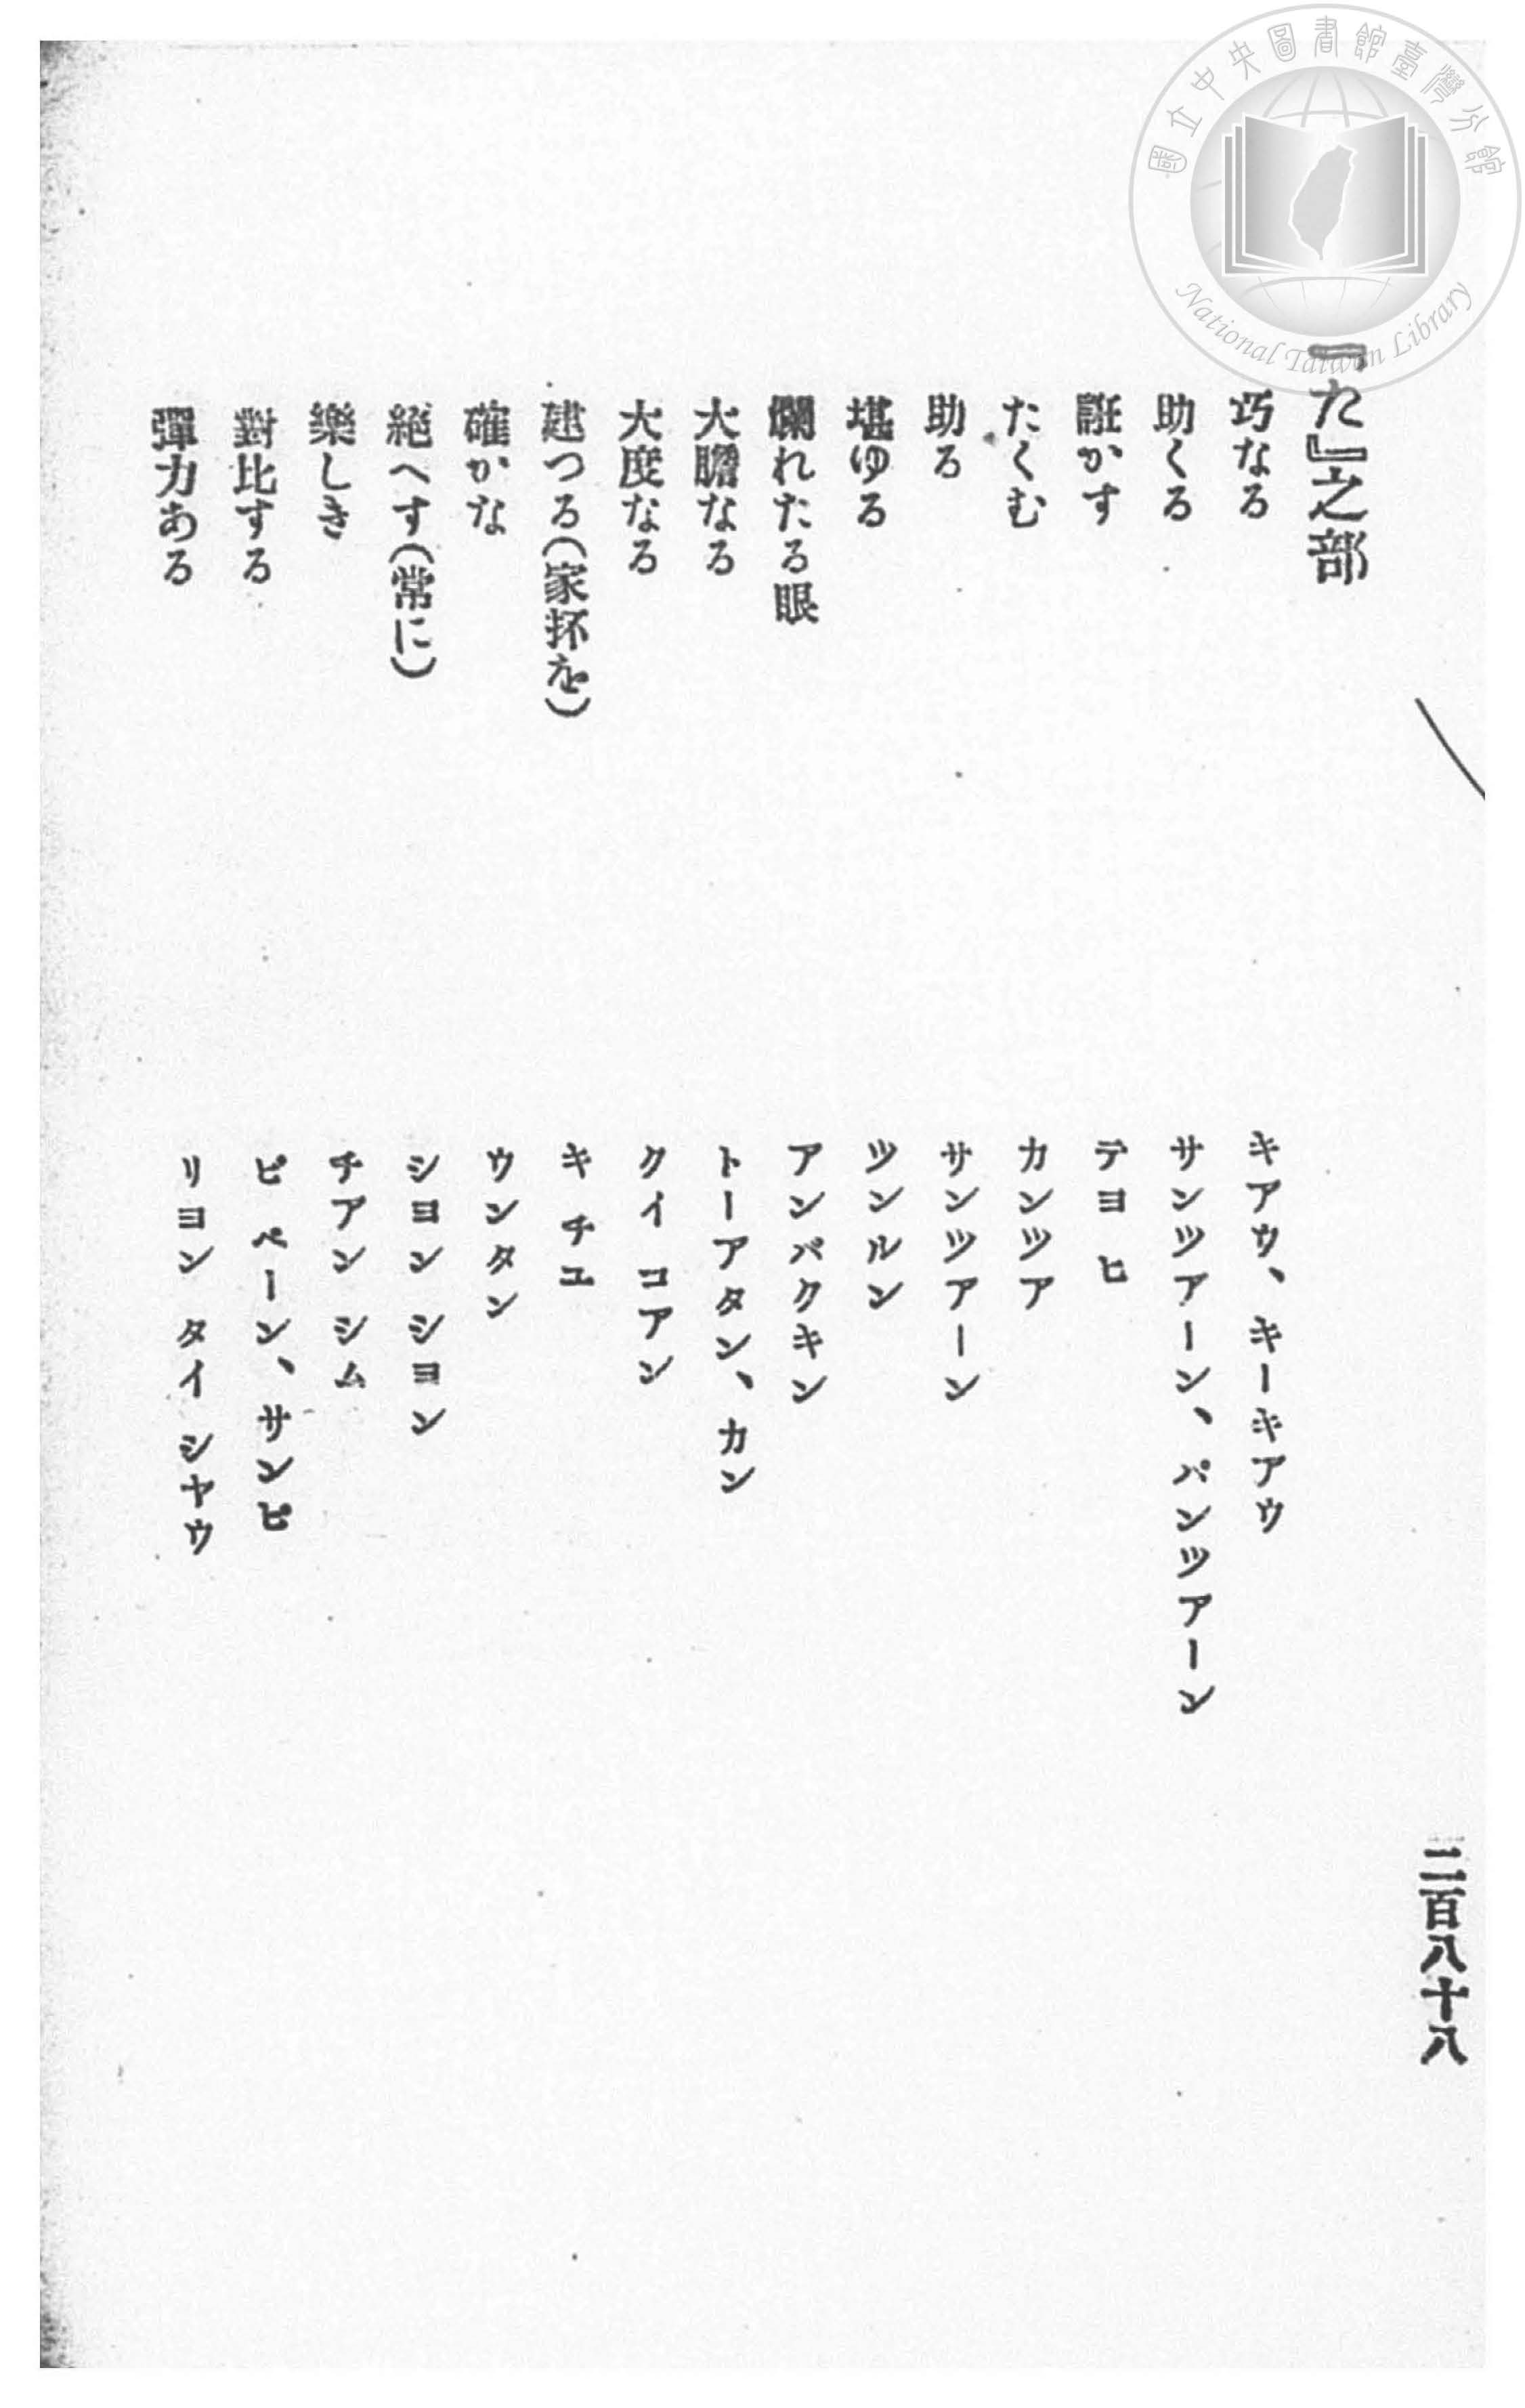 國立中央圖書館臺灣分館
National Taiwan Library
二百八十八
『た』之部
巧なる　キアウ、キーキアウ
助くる　サンツアーン、パンツアーン
誑かす　テヨ ヒ
たくむ　カンツア
助る　サンツアーン
堪ゆる　ツンルン
爛れたる眼　アンバクキン
大膽なる　トーアタン、カン
大度なる　クイ コアン
建つる(家抔を)　キ チエ
確かな　ウンタン
絕へす(常に)　シヨン シヨン
樂しき　チアン シム
對比する　ピ ペーン、サンピ
彈力ある　リヨン タイ シヤウ